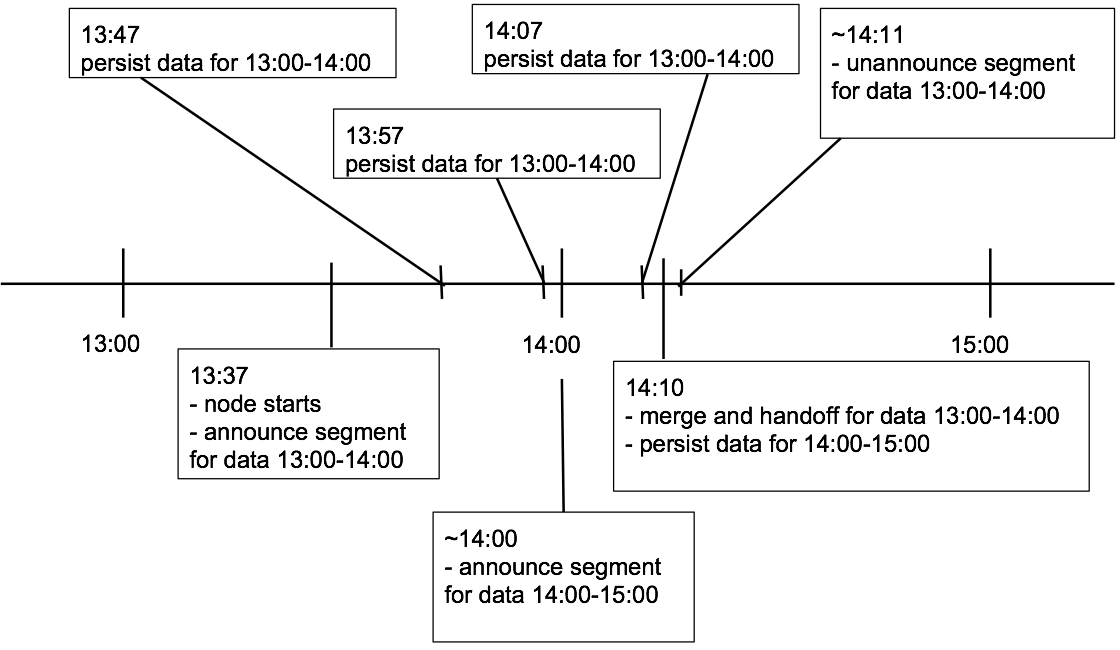 13:47
persist data for 13:00-14:00
14:07
persist data for 13:00-14:00
~14:11
- unannounce segment
for data 13:00-14:00
13:57
persist data for 13:00-14:00
13:00
14:00
15:00
13:37
- node starts
- announce segment
for data 13:00-14:00
14:10
- merge and handoff for data 13:00-14:00
- persist data for 14:00-15:00
~14:00
- announce segment
for data 14:00-15:00